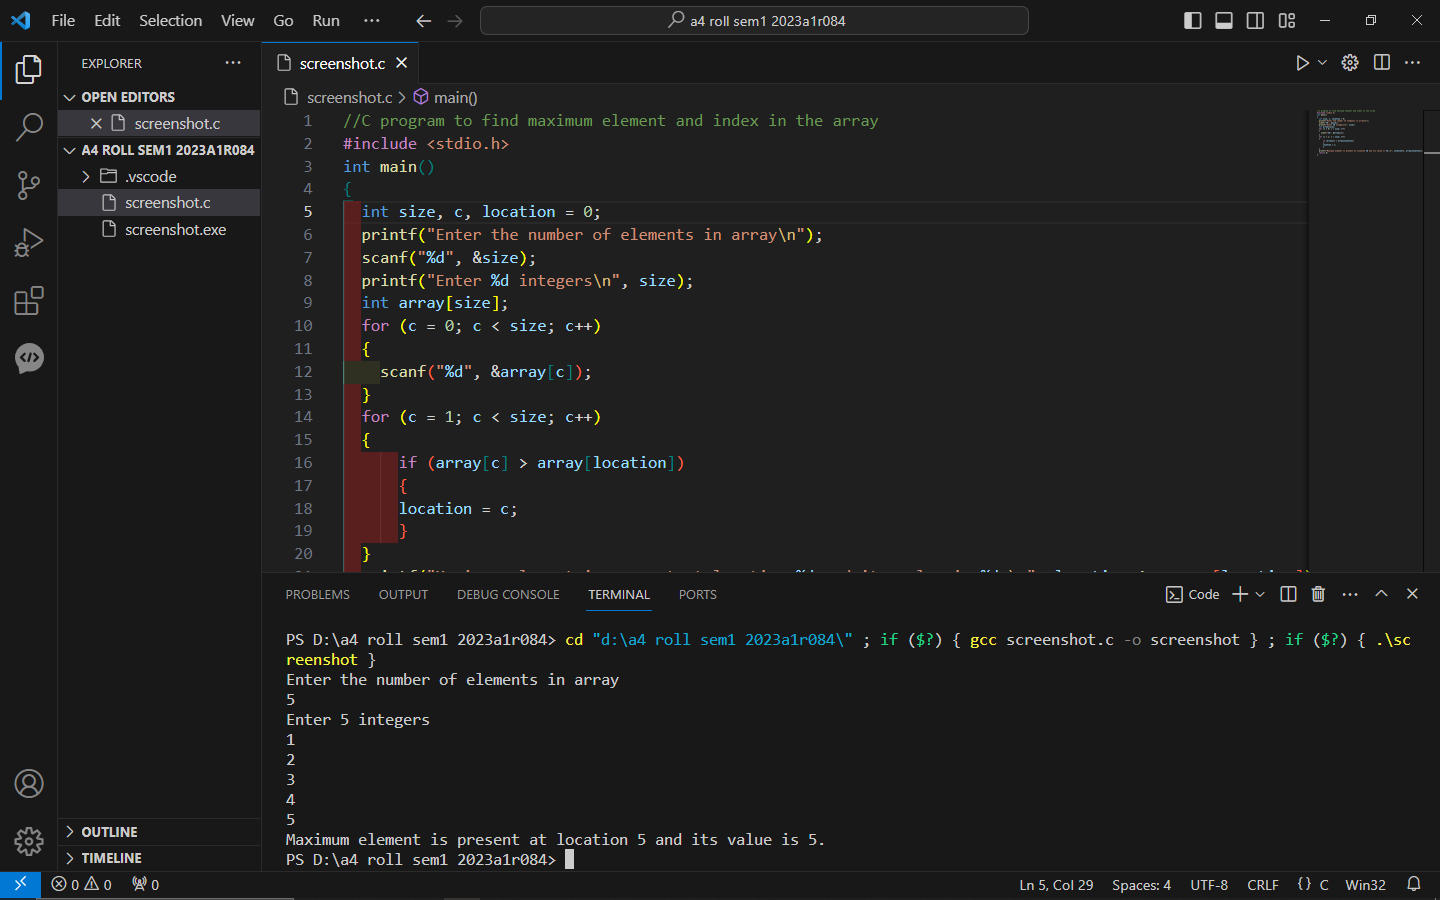 File Edit Selection View Go Run ···
a4 roll sem1 2023a1r084
EXPLORER
OPEN EDITORS
screenshot.c
A4 ROLL SEM1 2023A1R084
.vscode
screenshot.c
screenshot.exe
OUTLINE
TIMELINE
screenshot.c
screenshot.c > main()
1 //C program to find maximum element and index in the array
2 #include <stdio.h>
3 int main()
4 {
5 int size, c, location = 0;
6 printf("Enter the number of elements in array\n");
7 scanf("%d", &size);
8 printf("Enter %d integers\n", size);
9 int array[size];
10 for (c = 0; c < size; c++)
11 {
12 scanf("%d", &array[c]);
13 }
14 for (c = 1; c < size; c++)
15 {
16 if (array[c] > array[location])
17 {
18 location = c;
19 }
20 }
PROBLEMS OUTPUT DEBUG CONSOLE TERMINAL PORTS
Code
PS D:\a4 roll sem1 2023a1r084> cd "d:\a4 roll sem1 2023a1r084\" ; if ($?) { gcc screenshot.c -o screenshot } ; if ($?) { .\sc
reenshot }
Enter the number of elements in array
5
Enter 5 integers
1
2
3
4
5
Maximum element is present at location 5 and its value is 5.
PS D:\a4 roll sem1 2023a1r084>
0 0 0
Ln 5, Col 29 Spaces: 4 UTF-8 CRLF {} C Win32